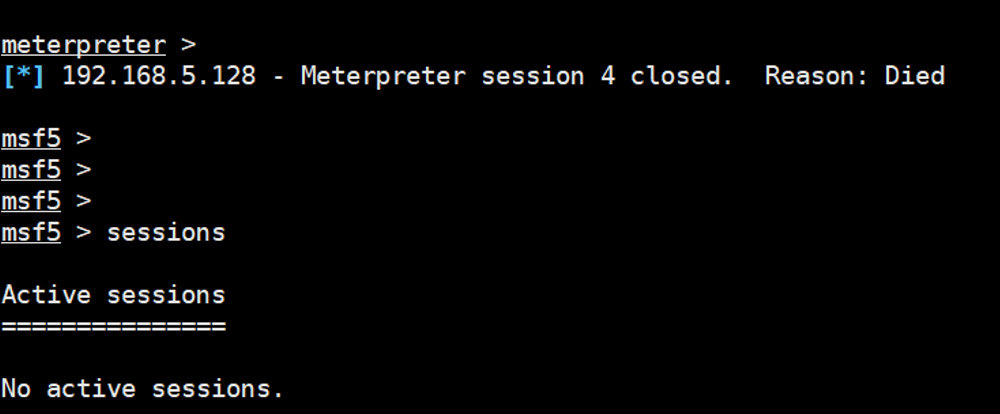 meterpreter >
[*] 192.168.5.128 - Meterpreter session 4 closed.  Reason: Died
msf5 >
msf5 >
msf5 >
msf5 > sessions
Active sessions
===============
No active sessions.